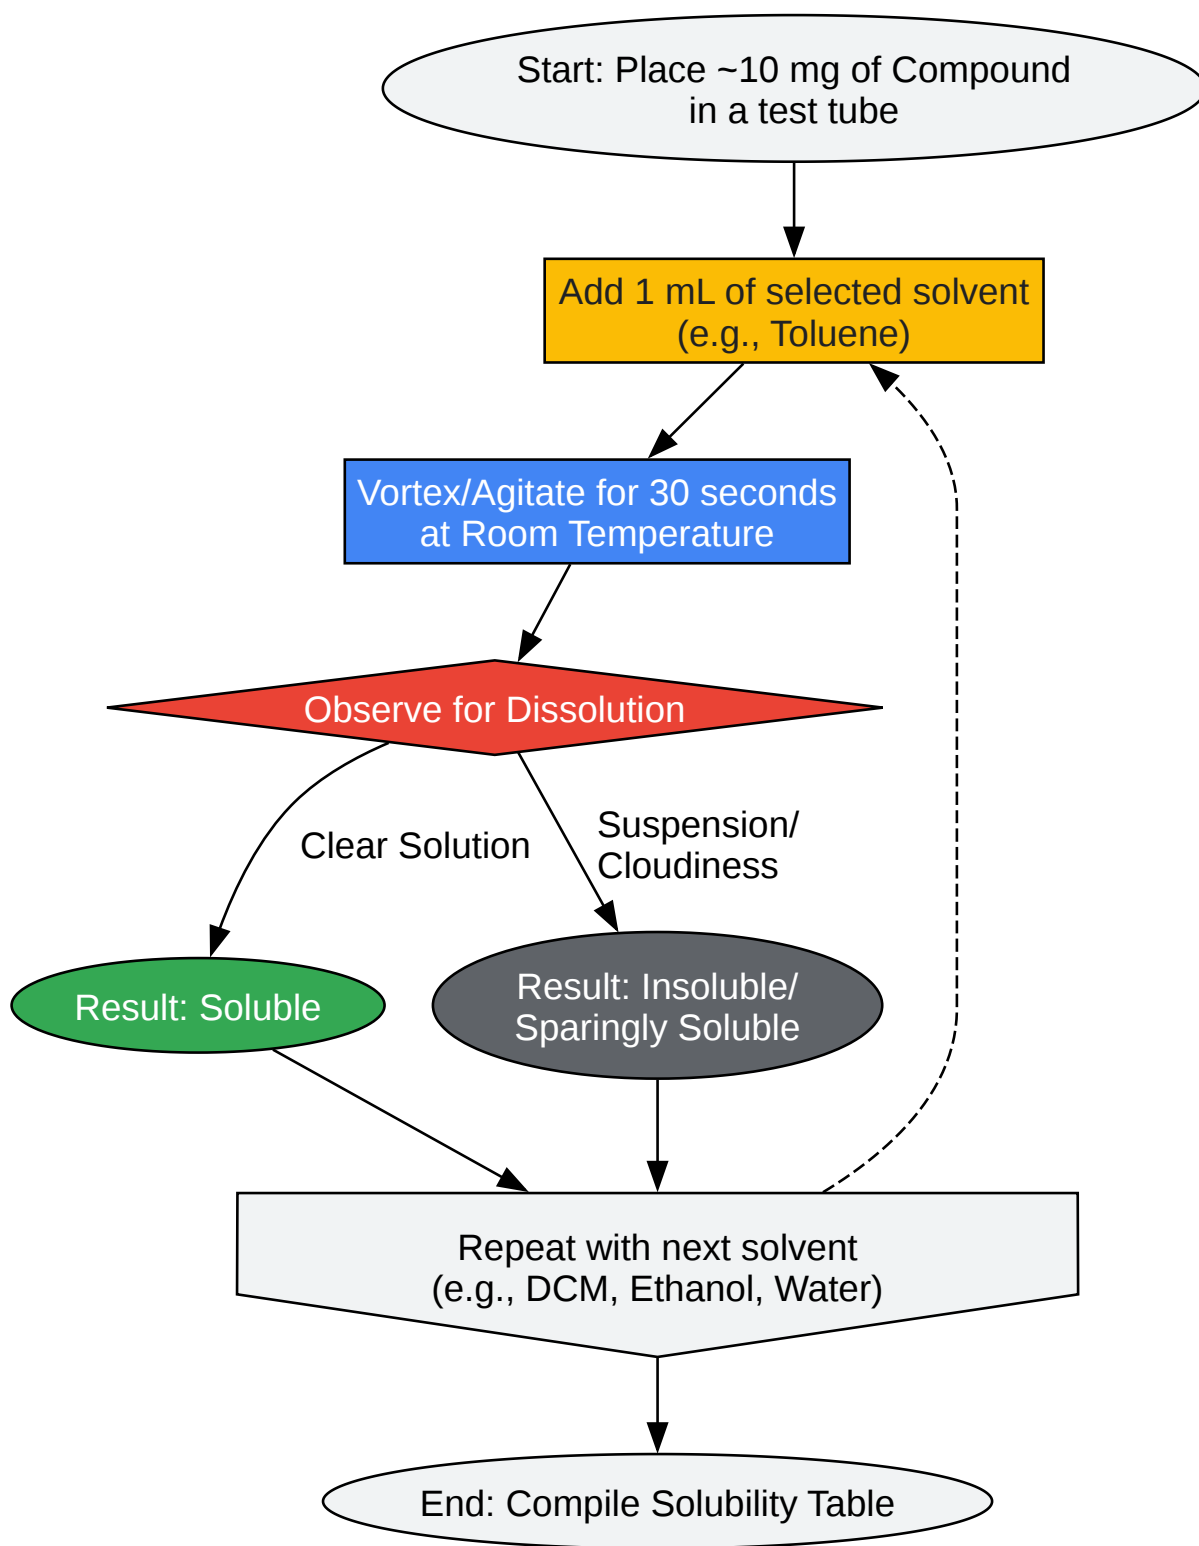 Start: Place ~10 mg of Compound
in a test tube
Add 1 mL of selected solvent
(e.g., Toluene)
Vortex/Agitate for 30 seconds
at Room Temperature
Observe for Dissolution
Clear Solution
Suspension/
Cloudiness
Result: Soluble
Result: Insoluble/
Sparingly Soluble
Repeat with next solvent
(e.g., DCM, Ethanol, Water)
End: Compile Solubility Table